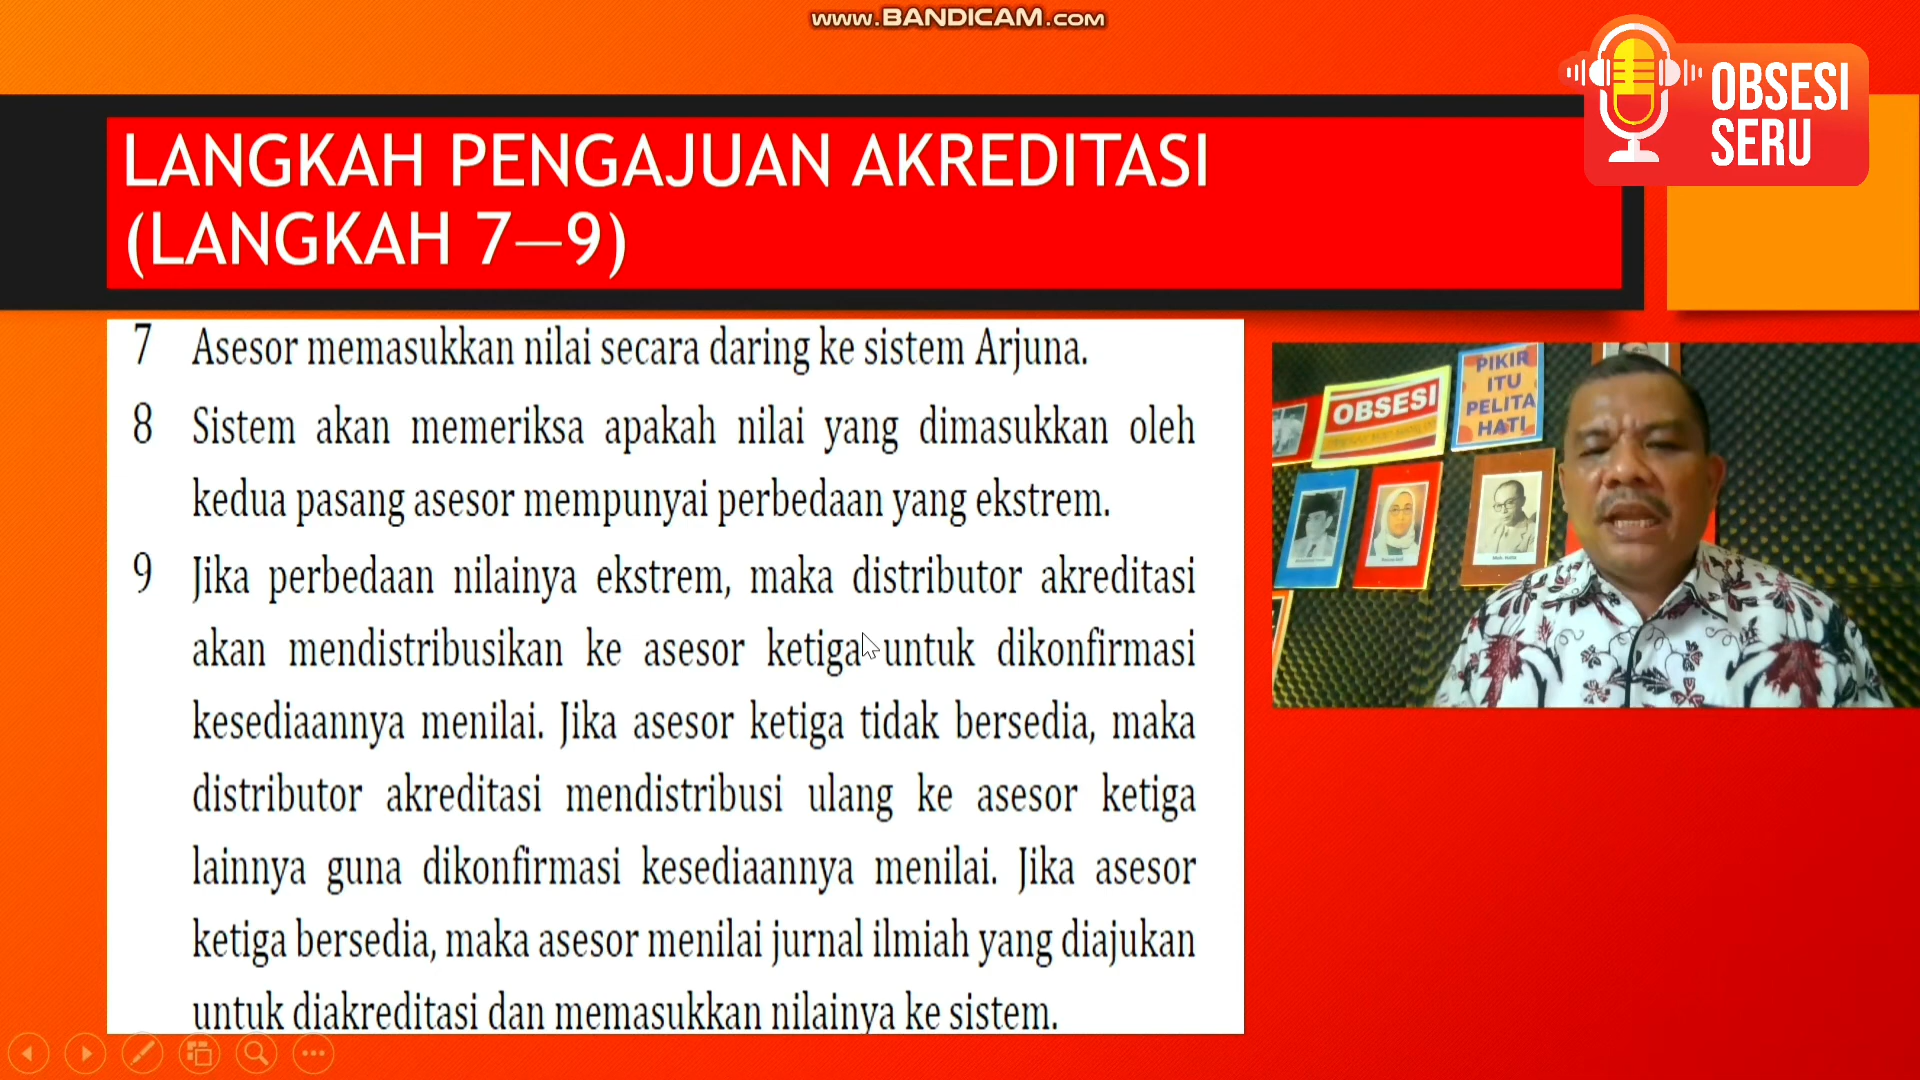 www.BANDICAM.com
OBSESI
SERU
LANGKAH PENGAJUAN AKREDITASI
(LANGKAH 7—9)
7 Asesor memasukkan nilai secara daring ke sistem Arjuna.
8 Sistem akan memeriksa apakah nilai yang dimasukkan oleh
kedua pasang asesor mempunyai perbedaan yang ekstrem.
9 Jika perbedaan nilainya ekstrem, maka distributor akreditasi
akan mendistribusikan ke asesor ketiga untuk dikonfirmasi
kesediaannya menilai. Jika asesor ketiga tidak bersedia, maka
distributor akreditasi mendistribusi ulang ke asesor ketiga
lainnya guna dikonfirmasi kesediaannya menilai. Jika asesor
ketiga bersedia, maka asesor menilai jurnal ilmiah yang diajukan
untuk diakreditasi dan memasukkan nilainya ke sistem.
OBSESI
PIKIR
ITU
PELITA
HATI